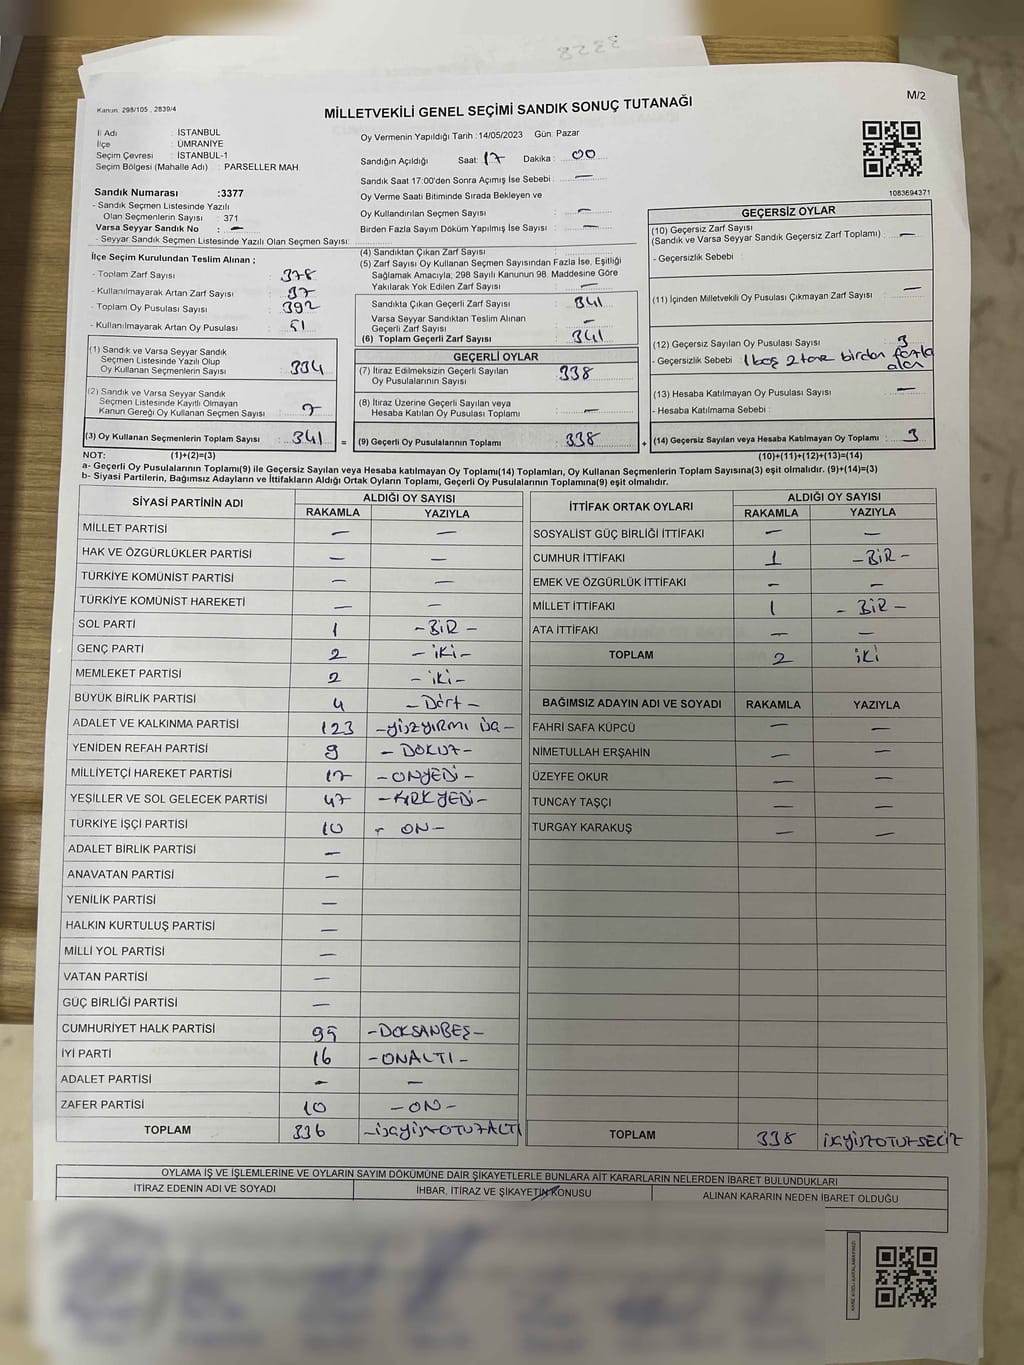 3328
Kanun: 298/105 , 2839/4
MİLLETVEKİLİ GENEL SEÇİMİ SANDIK SONUÇ TUTANAĞI
M/2
İl Adı : İSTANBUL
İlçe : ÜMRANİYE
Seçim Çevresi : İSTANBUL-1
Seçim Bölgesi (Mahalle Adı) : PARSELLER MAH
Sandık Numarası :3377
- Sandık Seçmen Listesinde Yazılı
Olan Seçmenlerin Sayısı : 371
Varsa Seyyar Sandık No : —
- Seyyar Sandık Seçmen Listesinde Yazılı Olan Seçmen Sayısı:
Oy Vermenin Yapıldığı Tarih :14/05/2023 Gün: Pazar
Sandığın Açıldığı Saat: 17 Dakika : 00
Sandık Saat 17:00'den Sonra Açımış İse Sebebi : —
Oy Verme Saati Bitiminde Sırada Bekleyen ve
Oy Kullandırılan Seçmen Sayısı : —
Birden Fazla Sayım Döküm Yapılmış İse Sayısı : —
1083694371
İlçe Seçim Kurulundan Teslim Alınan ;
- Toplam Zarf Sayısı : 378
- Kullanılmayarak Artan Zarf Sayısı : 37
- Toplam Oy Pusulası Sayısı : 392
- Kullanılmayarak Artan Oy Pusulası : 51
(4) Sandıktan Çıkan Zarf Sayısı :
(5) Zarf Sayısı Oy Kullanan Seçmen Sayısından Fazla İse, Eşitliği
Sağlamak Amacıyla; 298 Sayılı Kanunun 98. Maddesine Göre
Yakılarak Yok Edilen Zarf Sayısı : —
Sandıkta Çıkan Geçerli Zarf Sayısı : 341
Varsa Seyyar Sandıktan Teslim Alınan
Geçerli Zarf Sayısı : —
(6) Toplam Geçerli Zarf Sayısı : 341
GEÇERSİZ OYLAR
(10) Geçersiz Zarf Sayısı
(Sandık ve Varsa Seyyar Sandık Geçersiz Zarf Toplamı) : —
- Geçersizlik Sebebi :
(11) İçinden Milletvekili Oy Pusulası Çıkmayan Zarf Sayısı : —
(12) Geçersiz Sayılan Oy Pusulası Sayısı : 3
- Geçersizlik Sebebi : 1 boş 2 tane birden fazla
alan
(13) Hesaba Katılmayan Oy Pusulası Sayısı : —
- Hesaba Katılmama Sebebi :
(14) Geçersiz Sayılan veya Hesaba Katılmayan Oy Toplamı : 3
(1) Sandık ve Varsa Seyyar Sandık
Seçmen Listesinde Yazılı Olup
Oy Kullanan Seçmenlerin Sayısı : 334
(2) Sandık ve Varsa Seyyar Sandık
Seçmen Listesinde Kayıtlı Olmayan
Kanun Gereği Oy Kullanan Seçmen Sayısı : 7
(3) Oy Kullanan Seçmenlerin Toplam Sayısı : 341 =
GEÇERLİ OYLAR
(7) İtiraz Edilmeksizin Geçerli Sayılan
Oy Pusulalarının Sayısı : 338
(8) İtiraz Üzerine Geçerli Sayılan veya
Hesaba Katılan Oy Pusulası Toplamı : —
(9) Geçerli Oy Pusulalarının Toplamı : 338 +
NOT: (1)+(2)=(3) (10)+(11)+(12)+(13)=(14)
a- Geçerli Oy Pusulalarının Toplamı(9) ile Geçersiz Sayılan veya Hesaba katılmayan Oy Toplamı(14) Toplamları, Oy Kullanan Seçmenlerin Toplam Sayısına(3) eşit olmalıdır. (9)+(14)=(3)
b- Siyasi Partilerin, Bağımsız Adayların ve İttifakların Aldığı Ortak Oyların Toplamı, Geçerli Oy Pusulalarının Toplamına(9) eşit olmalıdır.
SİYASİ PARTİNİN ADI ALDIĞI OY SAYISI
RAKAMLA YAZIYLA
MİLLET PARTİSİ — —
HAK VE ÖZGÜRLÜKLER PARTİSİ — —
TÜRKİYE KOMÜNİST PARTİSİ — —
TÜRKİYE KOMÜNİST HAREKETİ — —
SOL PARTİ 1 -BİR-
GENÇ PARTİ 2 -iKi-
MEMLEKET PARTİSİ 2 -iKi-
BÜYÜK BİRLİK PARTİSİ 4 -Dört-
ADALET VE KALKINMA PARTİSİ 123 -YÜZYİRMİ ÜÇ-
YENİDEN REFAH PARTİSİ 9 -DOKUZ-
MİLLİYETÇİ HAREKET PARTİSİ 17 -ONYEDİ-
YEŞİLLER VE SOL GELECEK PARTİSİ 47 -KIRKYEDİ-
TÜRKİYE İŞÇİ PARTİSİ 10 - ON-
ADALET BİRLİK PARTİSİ —
ANAVATAN PARTİSİ —
YENİLİK PARTİSİ —
HALKIN KURTULUŞ PARTİSİ —
MİLLİ YOL PARTİSİ —
VATAN PARTİSİ —
GÜÇ BİRLİĞİ PARTİSİ —
CUMHURİYET HALK PARTİSİ 95 -DOKSANBEŞ-
İYİ PARTİ 16 -ONALTI-
ADALET PARTİSİ — —
ZAFER PARTİSİ 10 -ON-
TOPLAM 336 -ÜÇYÜZOTUZALTI
İTTİFAK ORTAK OYLARI ALDIĞI OY SAYISI
RAKAMLA YAZIYLA
SOSYALİST GÜÇ BİRLİĞİ İTTİFAKI — —
CUMHUR İTTİFAKI 1 -BİR-
EMEK VE ÖZGÜRLÜK İTTİFAKI — —
MİLLET İTTİFAKI 1 - BİR -
ATA İTTİFAKI — —
TOPLAM 2 iKi
BAĞIMSIZ ADAYIN ADI VE SOYADI RAKAMLA YAZIYLA
FAHRİ SAFA KÜPCÜ — —
NİMETULLAH ERŞAHİN — —
ÜZEYFE OKUR — —
TUNCAY TAŞÇI — —
TURGAY KARAKUŞ — —
TOPLAM 338 ÜÇYÜZOTUZSEKİZ
OYLAMA İŞ VE İŞLEMLERİNE VE OYLARIN SAYIM DÖKÜMÜNE DAİR ŞİKAYETLERLE BUNLARA AİT KARARLARIN NELERDEN İBARET BULUNDUKLARI
İTİRAZ EDENİN ADI VE SOYADI İHBAR, İTİRAZ VE ŞİKAYETİN KONUSU ALINAN KARARIN NEDEN İBARET OLDUĞU